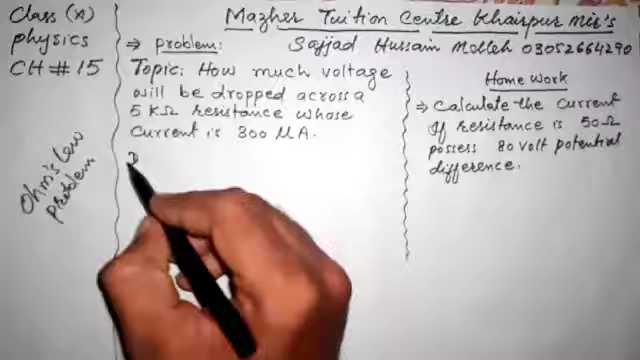 Class (X)
physics
CH # 15
Ohm's Law
problem
Mazher Tuition Centre Khairpur Mir's
⇒ problem: Sajjad Hussain Molleh 03052664290
Topic: How much voltage
will be dropped across a
5 KΩ resistance whose
current is 300 μA.
Home Work
⇒ Calculate the current
If resistance is 50Ω
possess 80 volt potential
difference.